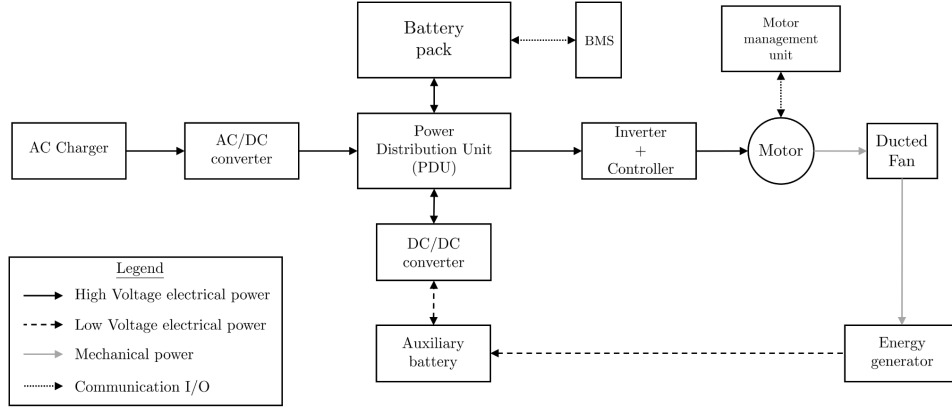 Battery
pack
BMS
Motor
management
unit
AC Charger
AC/DC
converter
Power
Distribution Unit
(PDU)
Inverter
+
Controller
Motor
Ducted
Fan
DC/DC
converter
Auxiliary
battery
Energy
generator
Legend
High Voltage electrical power
Low Voltage electrical power
Mechanical power
Communication I/O